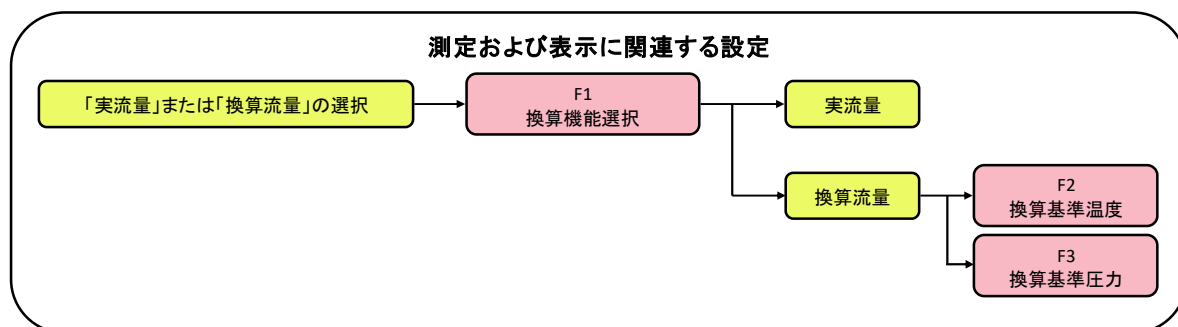 測定および表示に関連する設定
「実流量」または「換算流量」の選択
F1
換算機能選択
実流量
換算流量
F2
換算基準温度
F3
換算基準圧力